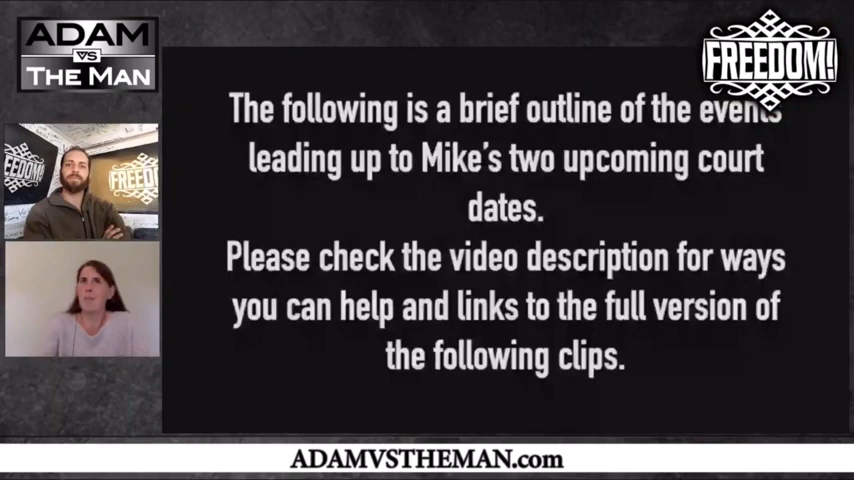 ADAM
VS
THE MAN
FREEDOM!
The following is a brief outline of the events
leading up to Mike's two upcoming court
dates.
Please check the video description for ways
you can help and links to the full version of
the following clips.
FREEDOM!
FREEDOM
ADAMVSTHEMAN.com